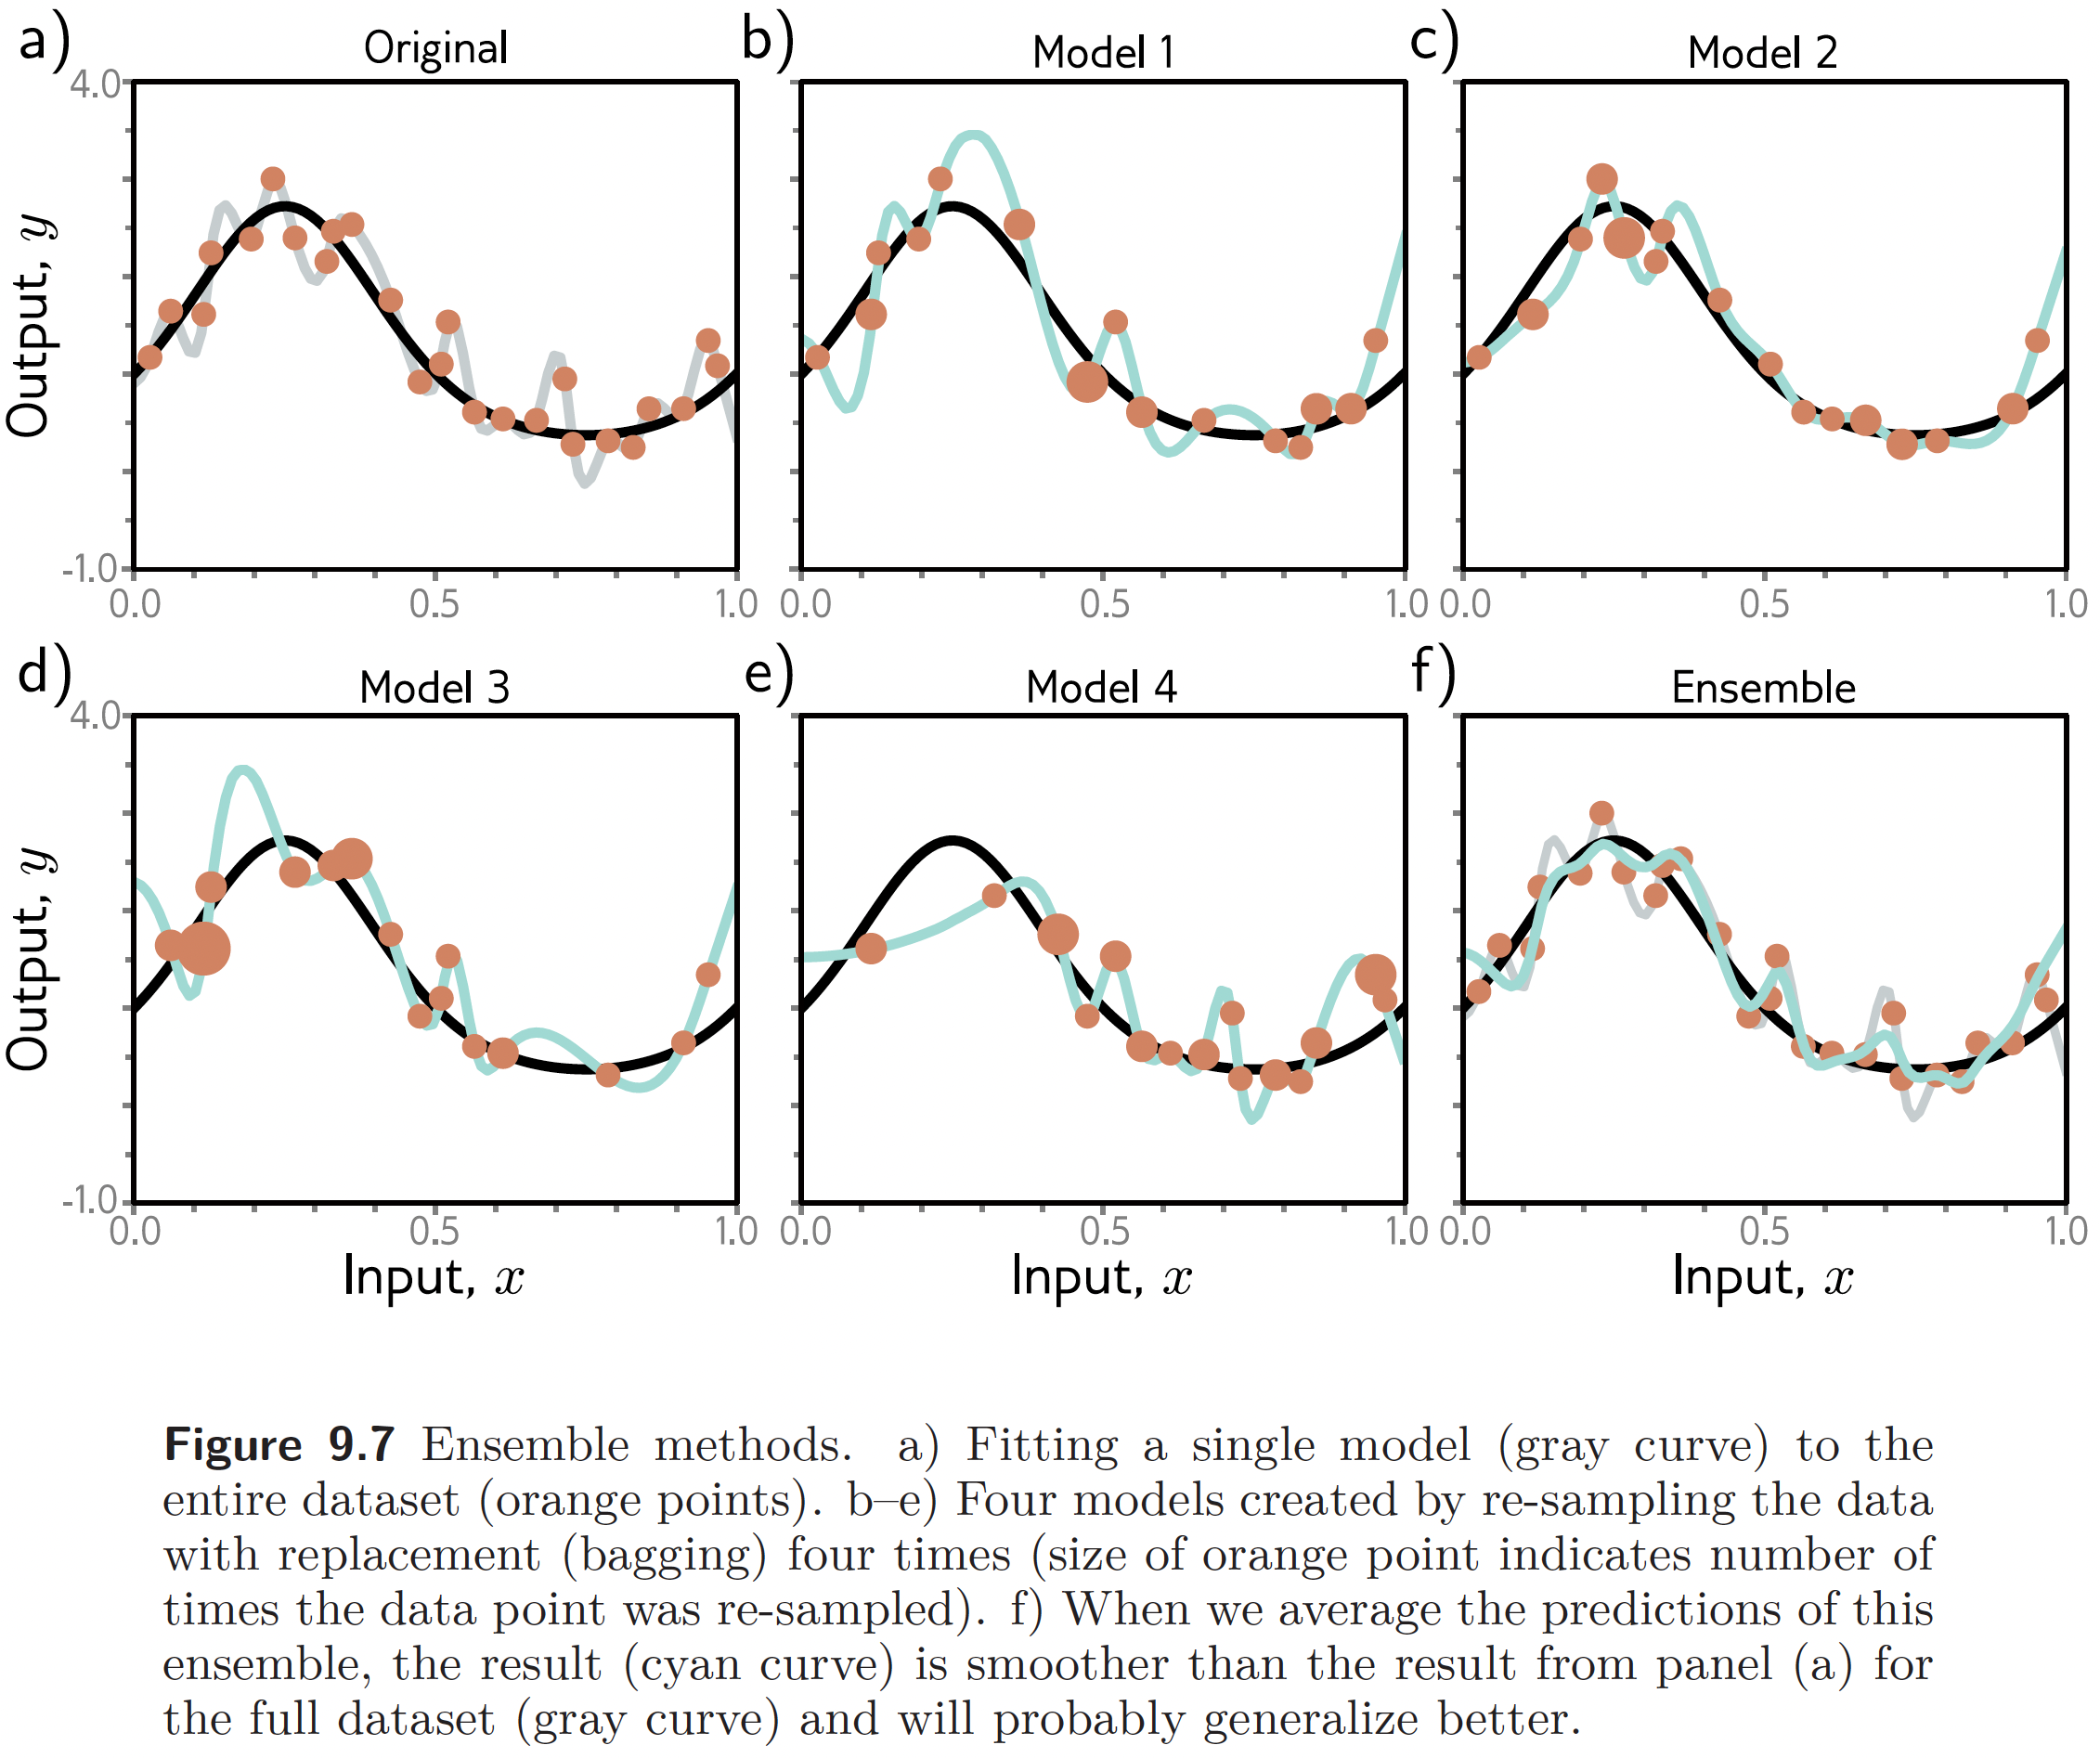 a)
Original
b)
Model 1
c)
Model 2
4.0
Output, y
-1.0
0.0 0.5 1.0 0.0 0.5 1.0 0.0 0.5 1.0
d)
Model 3
e)
Model 4
f)
Ensemble
4.0
Output, y
-1.0
0.0 0.5 1.0 0.0 0.5 1.0 0.0 0.5 1.0
Input, x Input, x Input, x
Figure 9.7 Ensemble methods. a) Fitting a single model (gray curve) to the
entire dataset (orange points). b–e) Four models created by re-sampling the data
with replacement (bagging) four times (size of orange point indicates number of
times the data point was re-sampled). f) When we average the predictions of this
ensemble, the result (cyan curve) is smoother than the result from panel (a) for
the full dataset (gray curve) and will probably generalize better.